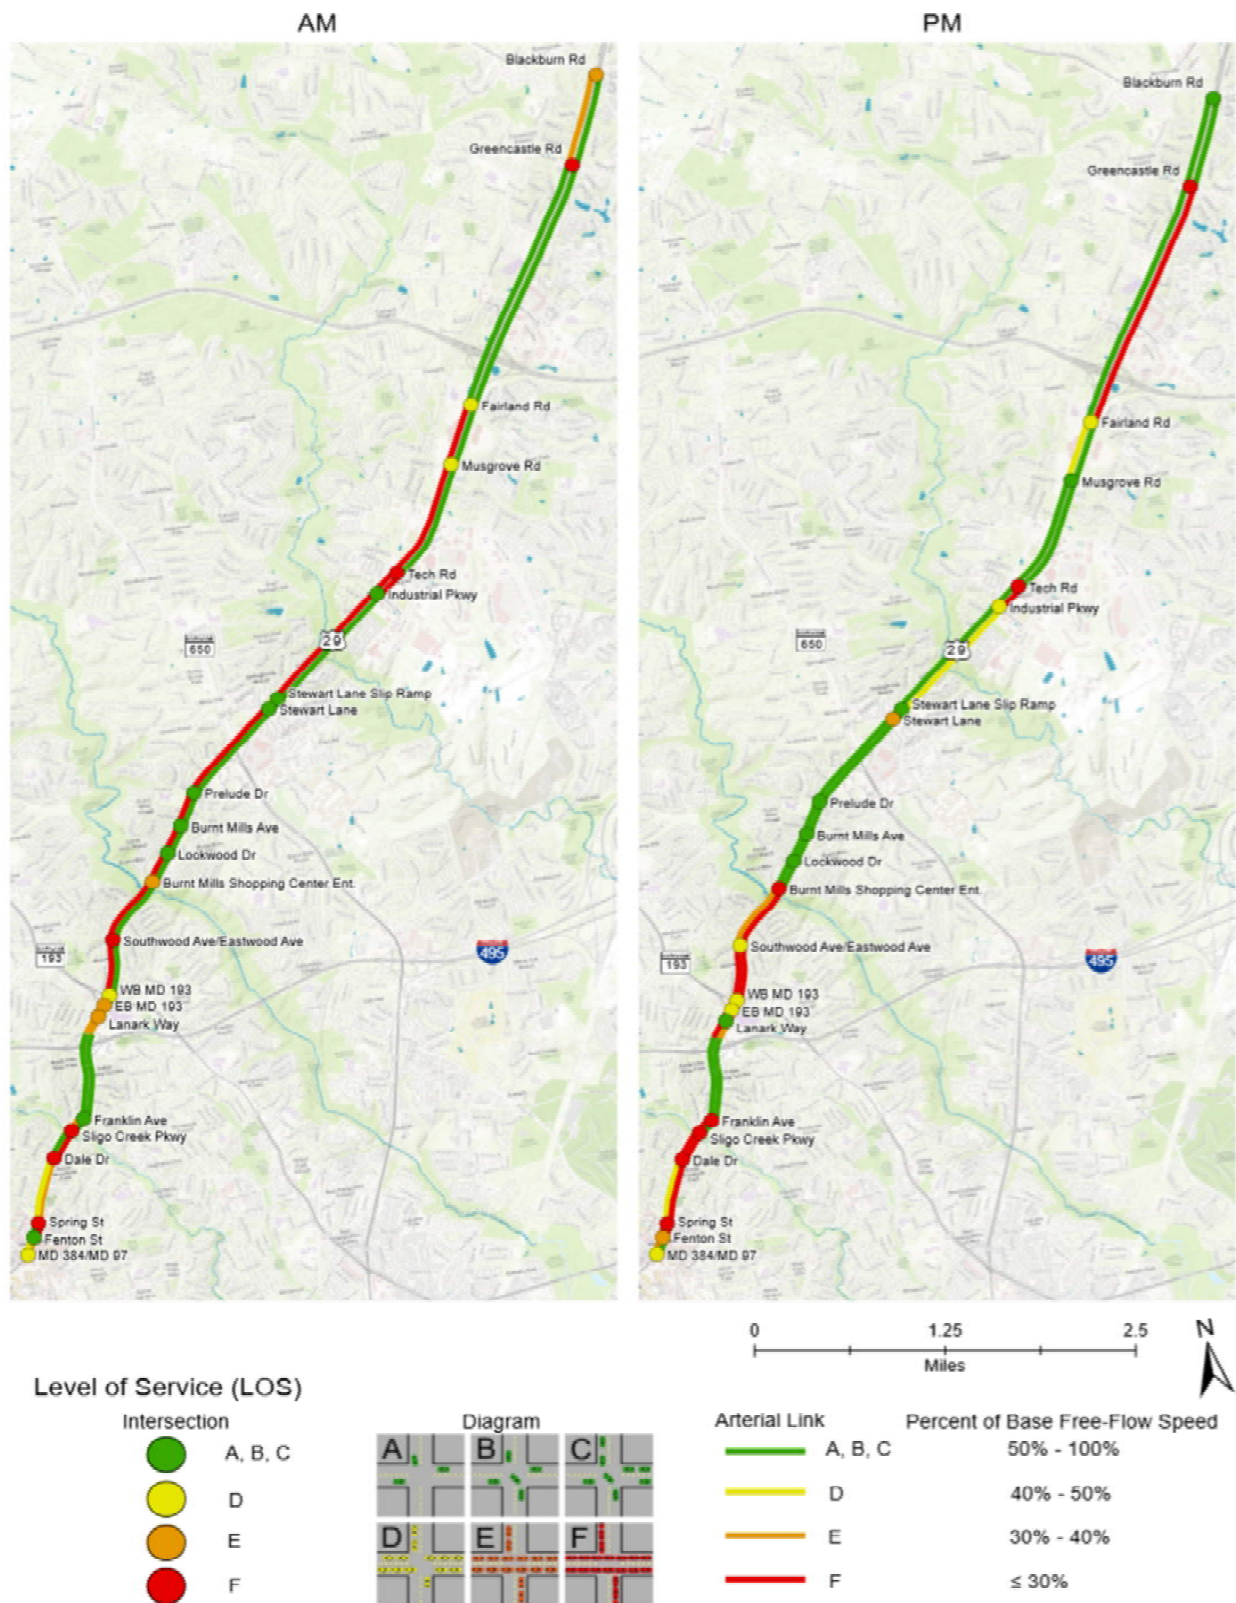 AM
PM
Blackburn Rd
Greencastle Rd
Fairland Rd
Musgrove Rd
Tech Rd
Industrial Pkwy
29
650
Stewart Lane Slip Ramp
Stewart Lane
Prelude Dr
Burnt Mills Ave
Lockwood Dr
Burnt Mills Shopping Center Ent.
Southwood Ave/Eastwood Ave
193
495
WB MD 193
EB MD 193
Lanark Way
Franklin Ave
Sligo Creek Pkwy
Dale Dr
Spring St
Fenton St
MD 384/MD 97
Blackburn Rd
Greencastle Rd
Fairland Rd
Musgrove Rd
Tech Rd
Industrial Pkwy
29
650
Stewart Lane Slip Ramp
Stewart Lane
Prelude Dr
Burnt Mills Ave
Lockwood Dr
Burnt Mills Shopping Center Ent.
Southwood Ave/Eastwood Ave
193
495
WB MD 193
EB MD 193
Lanark Way
Franklin Ave
Sligo Creek Pkwy
Dale Dr
Spring St
Fenton St
MD 384/MD 97
0 1.25 2.5
Miles
N
Level of Service (LOS)
Intersection
A, B, C
D
E
F
Diagram
A B C
D E F
Arterial Link Percent of Base Free-Flow Speed
A, B, C 50% - 100%
D 40% - 50%
E 30% - 40%
F ≤ 30%